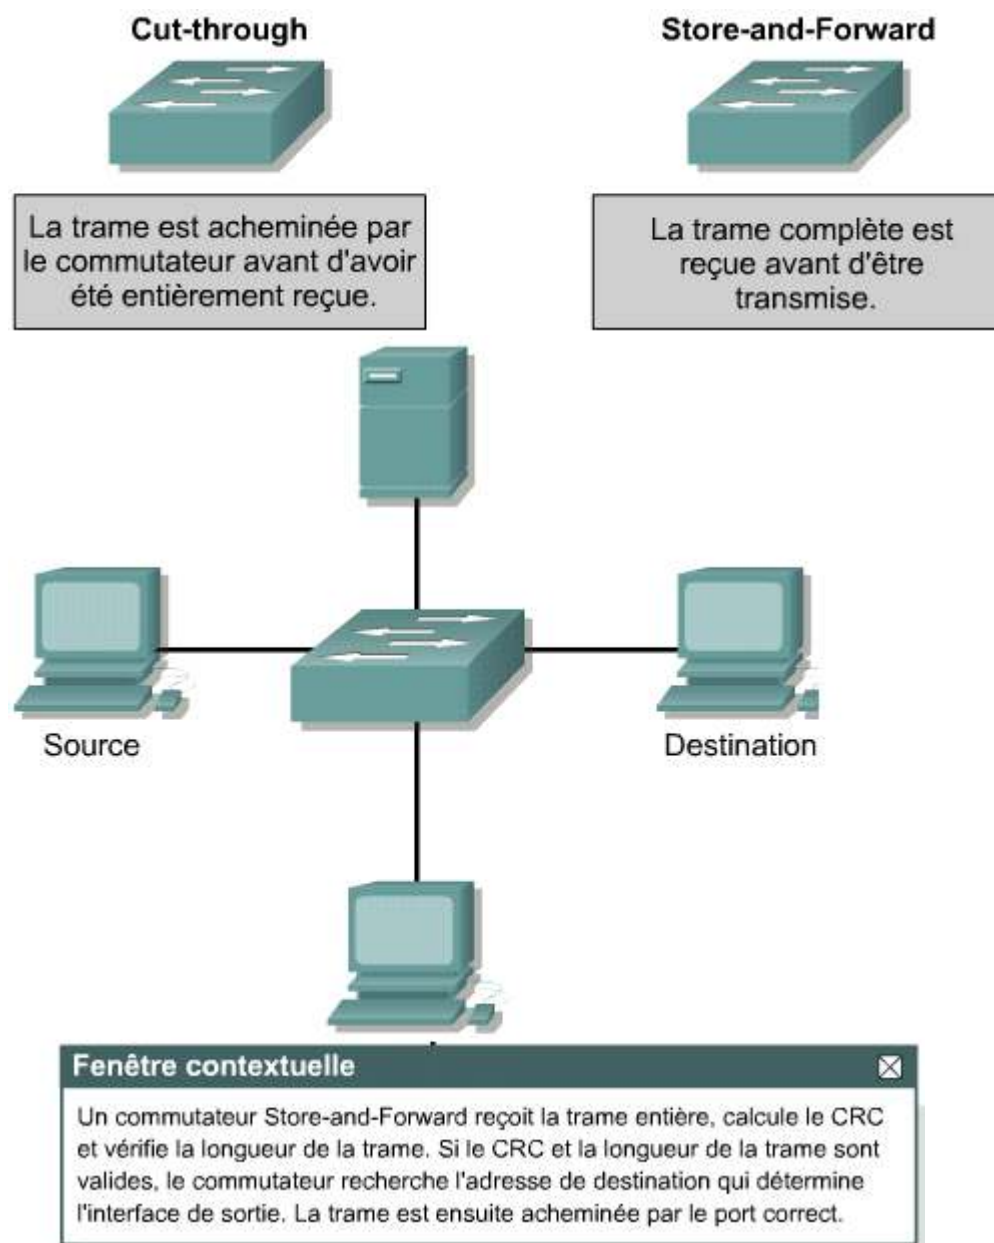 Cut-through
Store-and-Forward
La trame est acheminée par
le commutateur avant d'avoir
été entièrement reçue.
La trame complète est
reçue avant d'être
transmise.
Source
Destination
Fenêtre contextuelle
Un commutateur Store-and-Forward reçoit la trame entière, calcule le CRC
et vérifie la longueur de la trame. Si le CRC et la longueur de la trame sont
valides, le commutateur recherche l'adresse de destination qui détermine
l'interface de sortie. La trame est ensuite acheminée par le port correct.